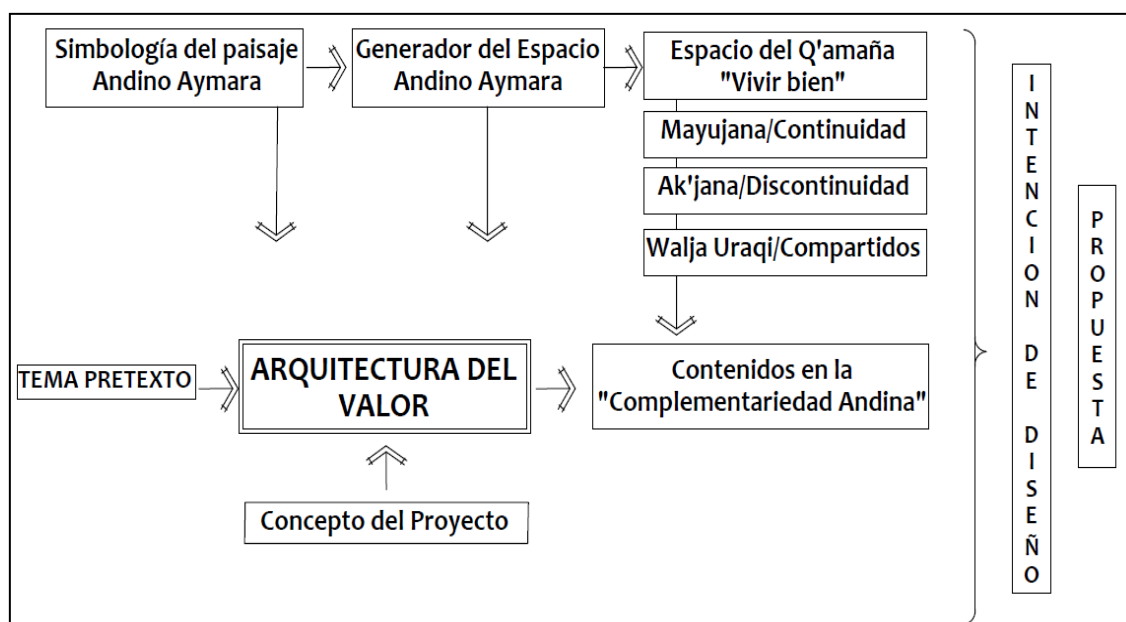 Simbología del paisaje
Andino Aymara
Generador del Espacio
Andino Aymara
Espacio del Q'amaña
"Vivir bien"
Mayujana/Continuidad
Ak'jana/Discontinuidad
Walja Uraqi/Compartidos
TEMA PRETEXTO
ARQUITECTURA DEL
VALOR
Contenidos en la
"Complementariedad Andina"
Concepto del Proyecto
INTENCION DE DISEÑO
PROPUESTA